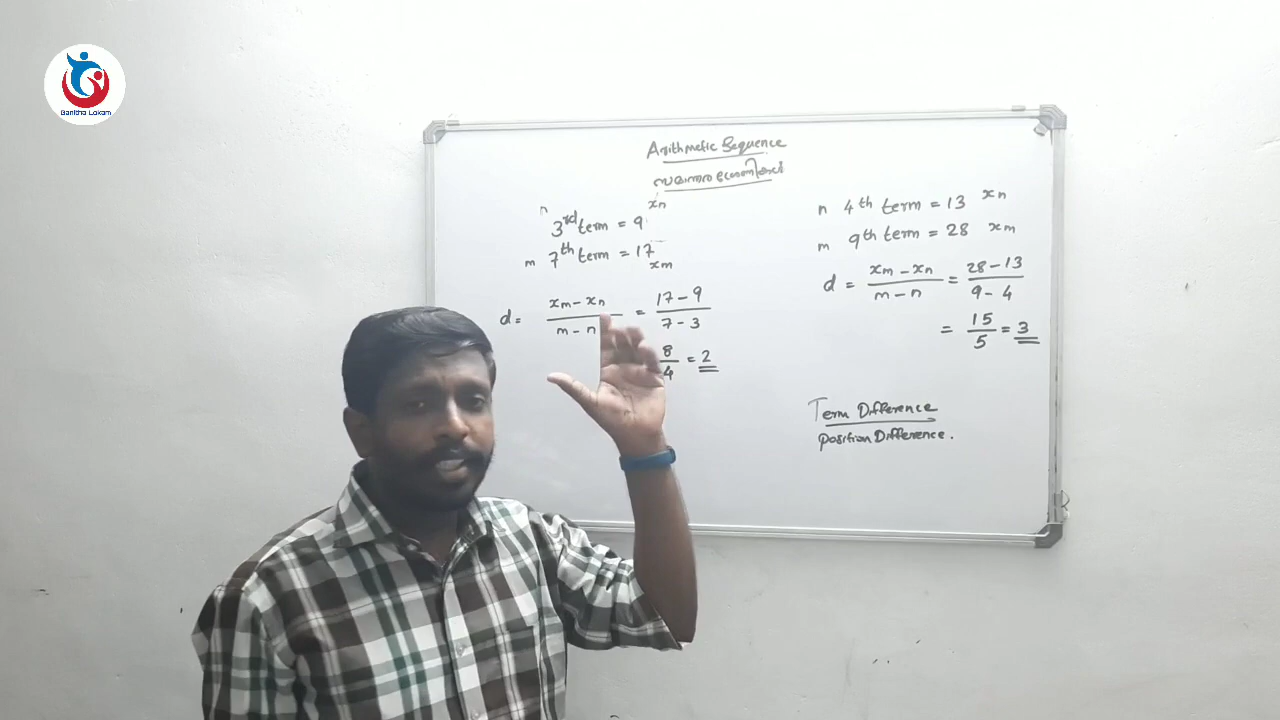 Ganitha Lokam
Arithmetic Sequence
സമാന്തര ശ്രേണികൾ
n 3rd term = 9 xn
m 7th term = 17 xm
d = xm - xn / m - n = 17 - 9 / 7 - 3
8 / 4 = 2
n 4th term = 13 xn
m 9th term = 28 xm
d = xm - xn / m - n = 28 - 13 / 9 - 4
= 15 / 5 = 3
Term Difference
Position Difference.